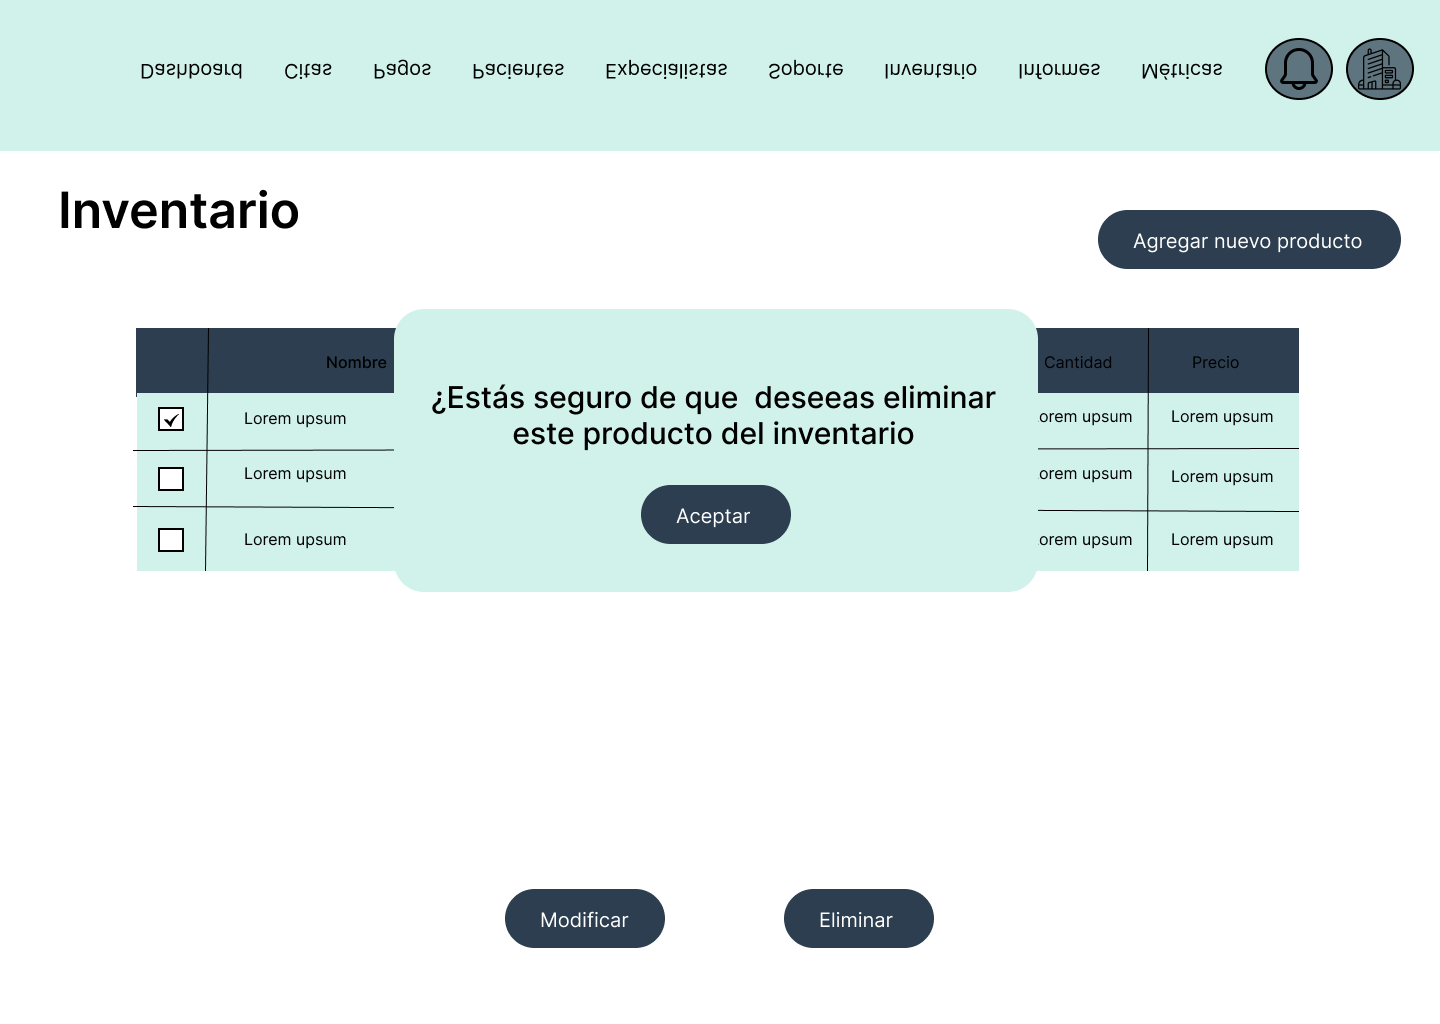 Dashboard Citas Pagos Pacientes Expecialistas Soporte Inventario Informes Métricas
Inventario
Agregar nuevo producto
Nombre Cantidad Precio
¿Estás seguro de que deseeas eliminar
este producto del inventario
Aceptar
Lorem upsum orem upsum Lorem upsum
Lorem upsum orem upsum Lorem upsum
Lorem upsum orem upsum Lorem upsum
Modificar Eliminar